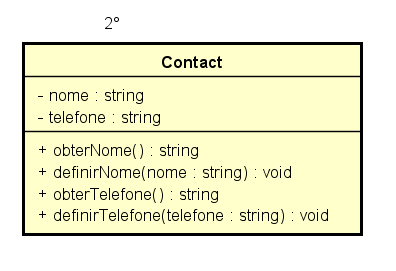 2°
Contact
- nome : string
- telefone : string
+ obterNome() : string
+ definirNome(nome : string) : void
+ obterTelefone() : string
+ definirTelefone(telefone : string) : void